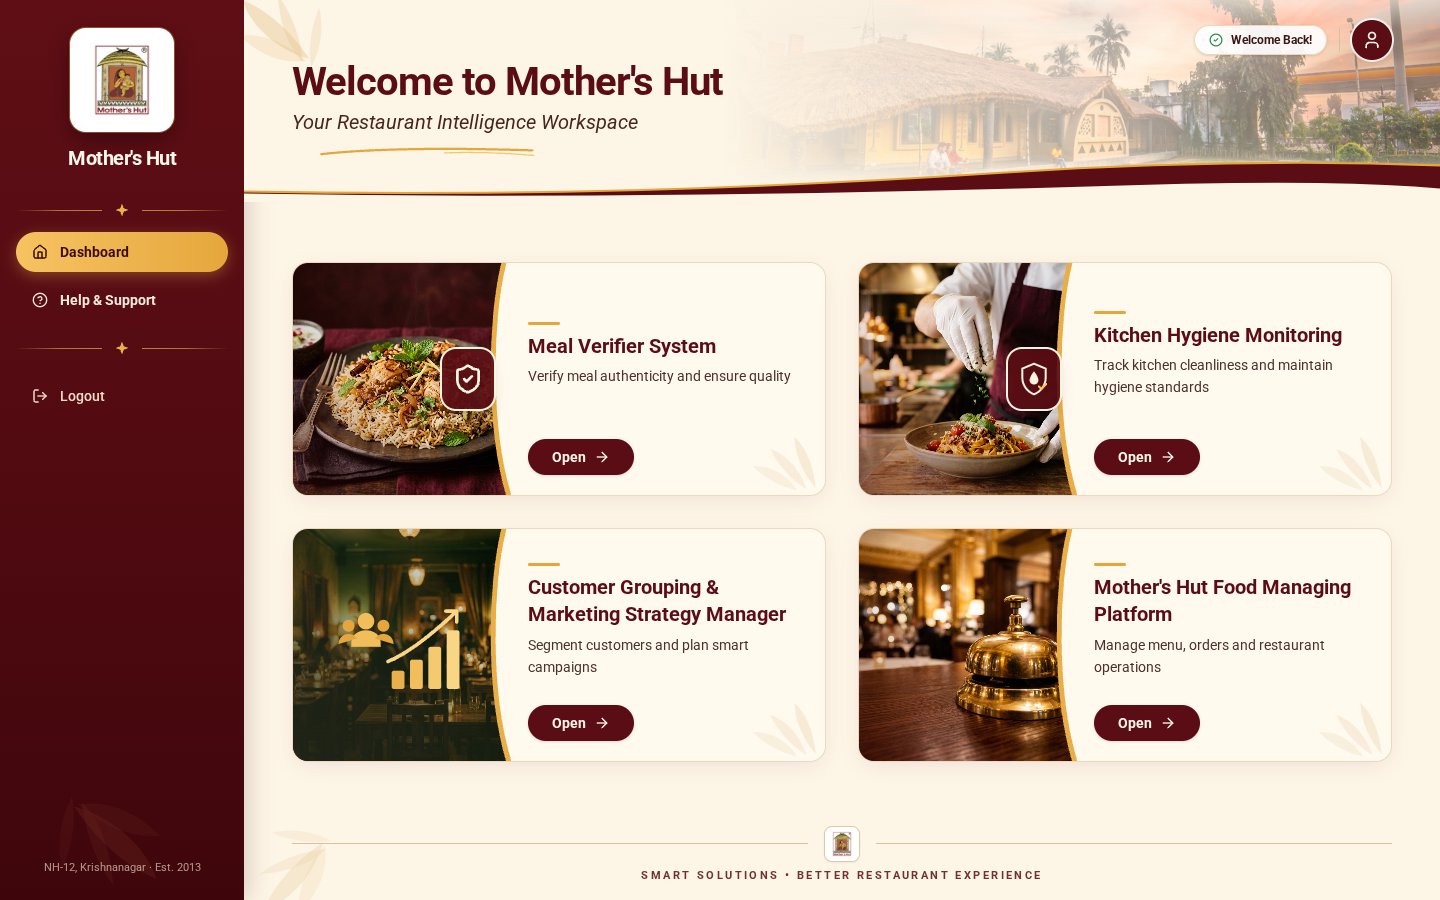 Mother's Hut
Mother's Hut
Dashboard
Help & Support
Logout
NH-12, Krishnanagar · Est. 2013
Welcome to Mother's Hut
Your Restaurant Intelligence Workspace
Welcome Back!
Meal Verifier System
Verify meal authenticity and ensure quality
Open
Kitchen Hygiene Monitoring
Track kitchen cleanliness and maintain
hygiene standards
Open
Customer Grouping &
Marketing Strategy Manager
Segment customers and plan smart
campaigns
Open
Mother's Hut Food Managing
Platform
Manage menu, orders and restaurant
operations
Open
SMART SOLUTIONS • BETTER RESTAURANT EXPERIENCE